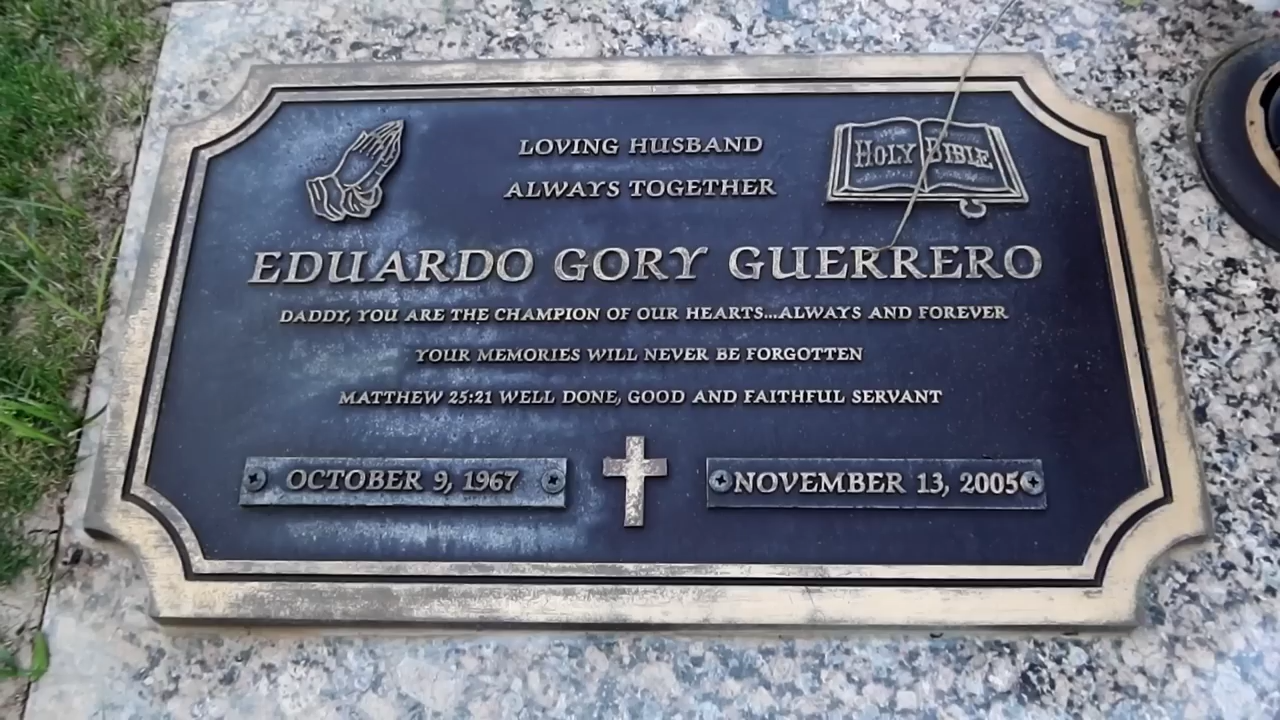 LOVING HUSBAND
ALWAYS TOGETHER
HOLY BIBLE
EDUARDO GORY GUERRERO
DADDY, YOU ARE THE CHAMPION OF OUR HEARTS...ALWAYS AND FOREVER
YOUR MEMORIES WILL NEVER BE FORGOTTEN
MATTHEW 25:21 WELL DONE, GOOD AND FAITHFUL SERVANT
OCTOBER 9, 1967
NOVEMBER 13, 2005